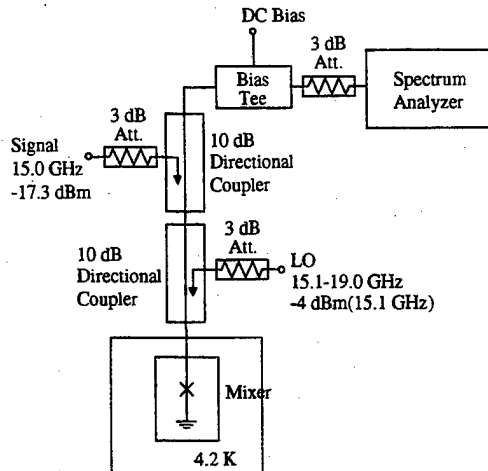 DC Bias
3 dB
Att.
Bias
Tee
Spectrum
Analyzer
3 dB
Att.
10 dB
Directional
Coupler
Signal
15.0 GHz
-17.3 dBm
3 dB
Att.
10 dB
Directional
Coupler
LO
15.1-19.0 GHz
-4 dBm(15.1 GHz)
Mixer
4.2 K